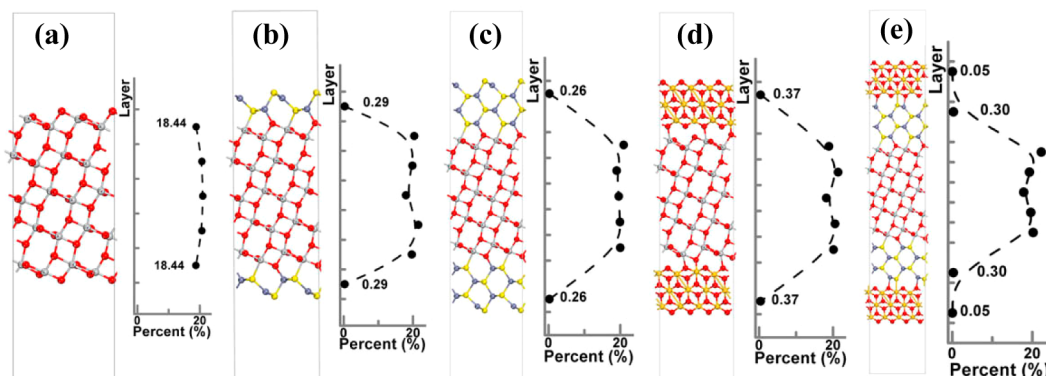 (a)
Layer
18.44
18.44
20
Percent (%)
(b)
Layer
0.29
0.29
0
20
Percent (%)
(c)
Layer
0.26
0.26
0
20
Percent (%)
(d)
Layer
0.37
0.37
0
20
Percent (%)
(e)
Layer
0.05
0.30
0.30
0.05
0
20
Percent (%)